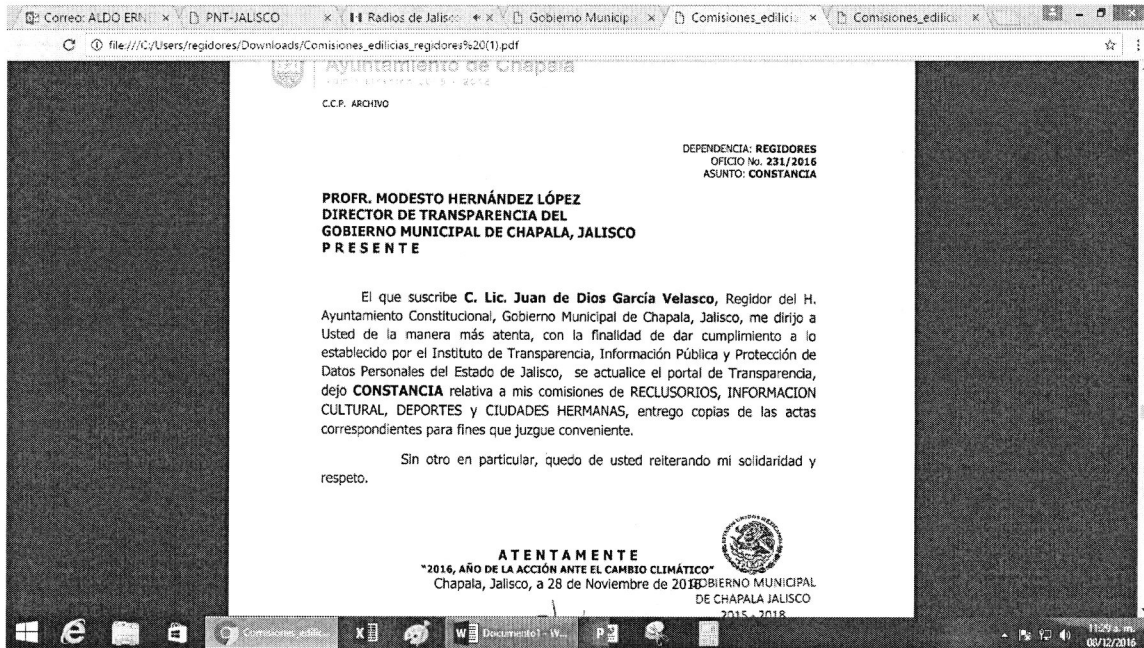 Correo: ALDO ERN
PNT-JALISCO
Radios de Jalisc
Gobierno Municip
Comisiones_edilicia
Comisiones_edilici
file:///C:/Users/regidores/Downloads/Comisiones_edilicias_regidores%20(1).pdf
Ayuntamiento de Chapala
C.C.P. ARCHIVO
DEPENDENCIA: REGIDORES
OFICIO No. 231/2016
ASUNTO: CONSTANCIA
PROFR. MODESTO HERNÁNDEZ LÓPEZ
DIRECTOR DE TRANSPARENCIA DEL
GOBIERNO MUNICIPAL DE CHAPALA, JALISCO
P R E S E N T E
El que suscribe C. Lic. Juan de Dios García Velasco, Regidor del H.
Ayuntamiento Constitucional, Gobierno Municipal de Chapala, Jalisco, me dirijo a
Usted de la manera más atenta, con la finalidad de dar cumplimiento a lo
establecido por el Instituto de Transparencia, Información Pública y Protección de
Datos Personales del Estado de Jalisco, se actualice el portal de Transparencia,
dejo CONSTANCIA relativa a mis comisiones de RECLUSORIOS, INFORMACION
CULTURAL, DEPORTES y CIUDADES HERMANAS, entrego copias de las actas
correspondientes para fines que juzgue conveniente.
Sin otro en particular, quedo de usted reiterando mi solidaridad y
respeto.
ESTADOS UNIDOS MEXICANOS
A T E N T A M E N T E
"2016, AÑO DE LA ACCIÓN ANTE EL CAMBIO CLIMÁTICO"
Chapala, Jalisco, a 28 de Noviembre de 2016
GOBIERNO MUNICIPAL
DE CHAPALA JALISCO
2015 - 2018
Comisiones_edilic...
Documento1 - W...
11:29 a. m.
08/12/2016